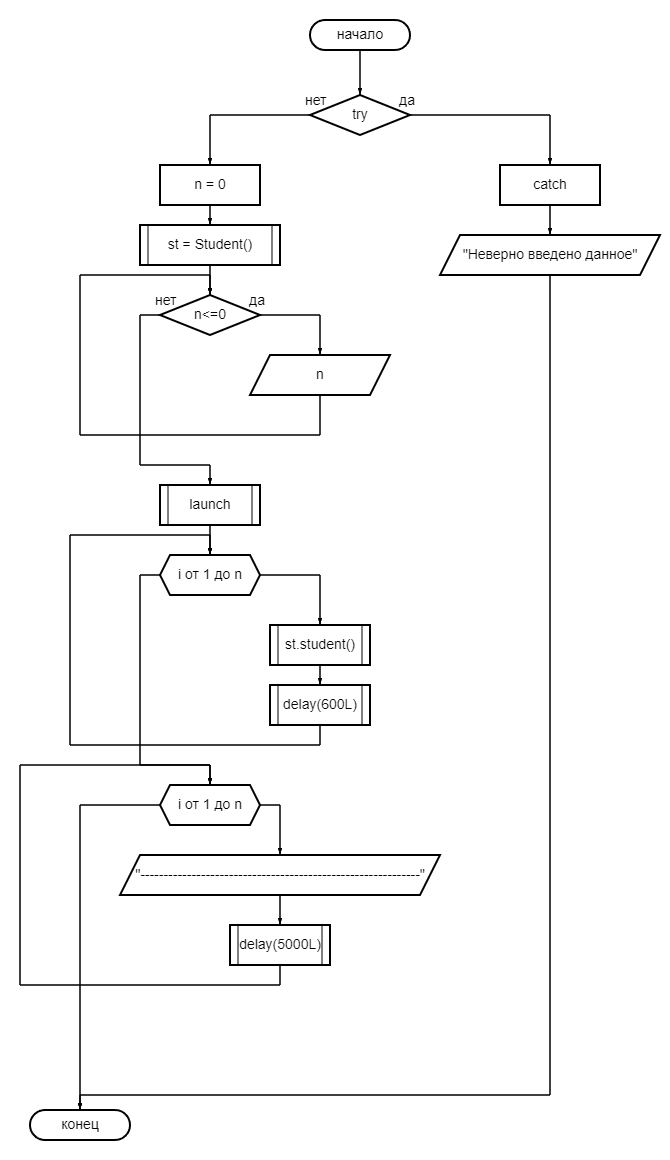 начало
нет
да
try
n = 0
catch
st = Student()
"Неверно введено данное"
нет
да
n<=0
n
launch
i от 1 до n
st.student()
delay(600L)
i от 1 до n
"--------------------------------------------------------------"
delay(5000L)
конец